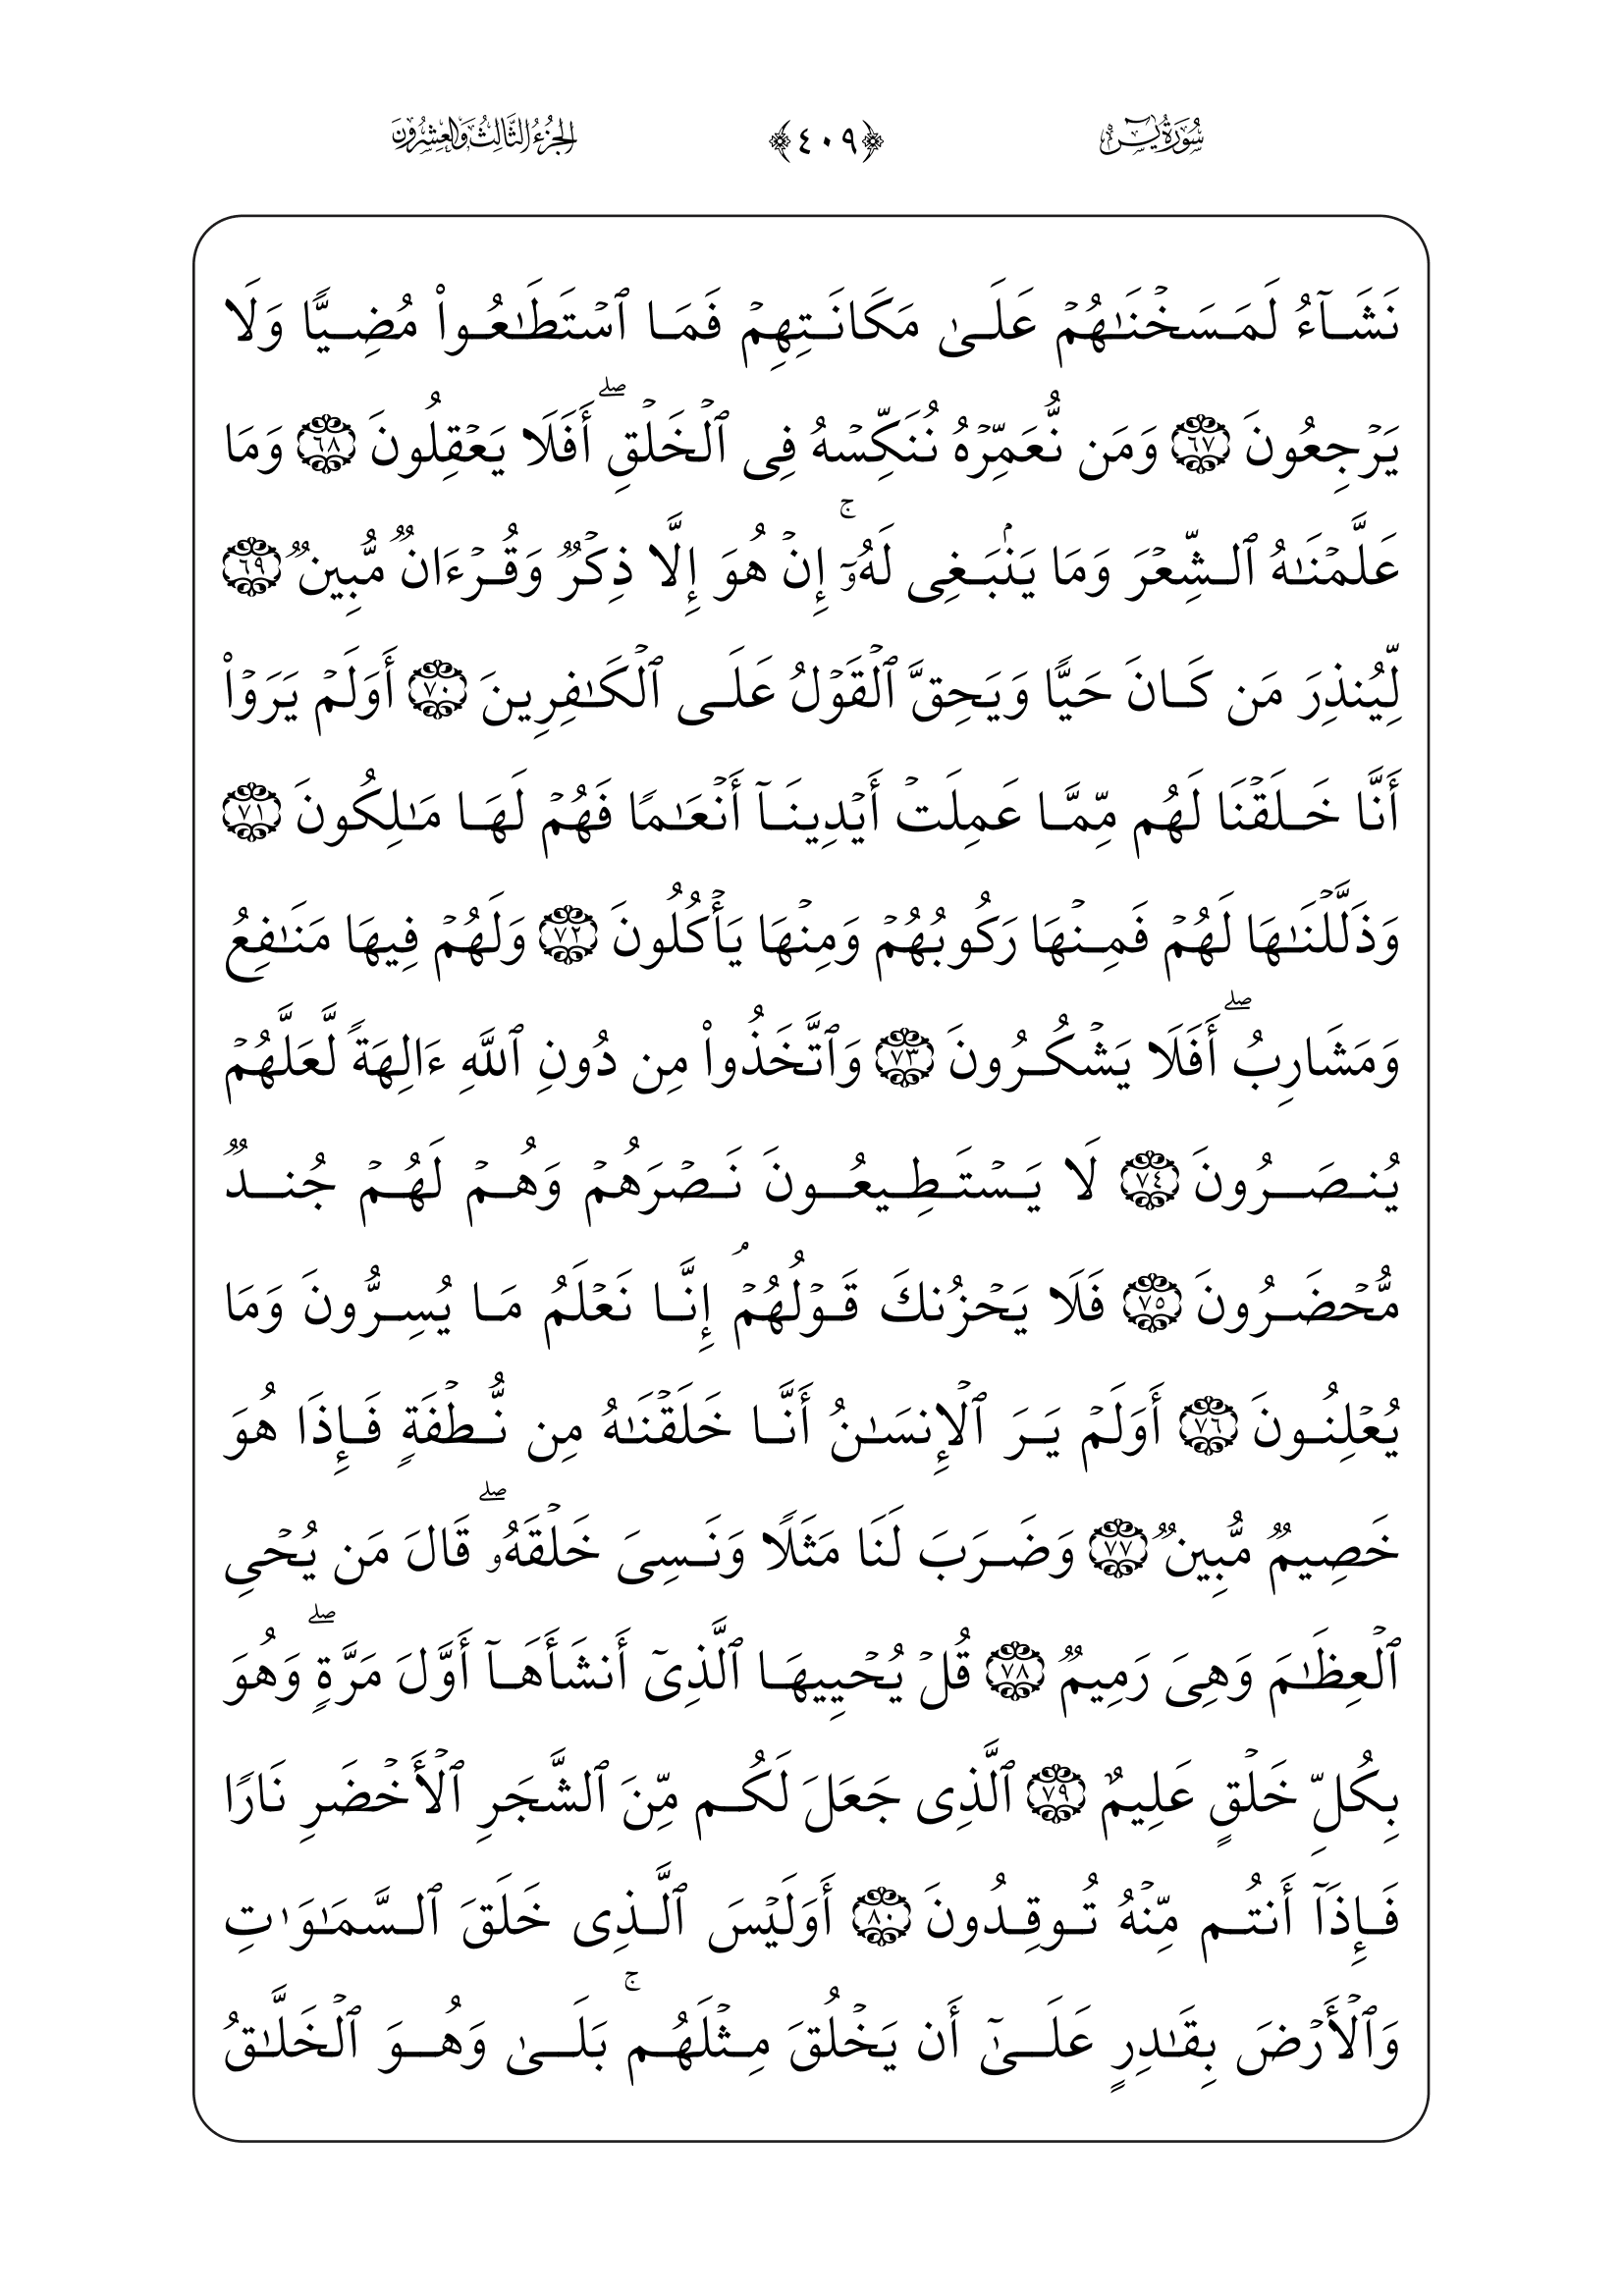 سُورَةُ يسٓ ﴿٤٠٩﴾ الجُزْءُ الثَّالِثُ وَالعِشْرُونَ
نَشَآءُ لَمَسَخۡنَٰهُمۡ عَلَىٰ مَكَانَتِهِمۡ فَمَا ٱسۡتَطَٰعُواْ مُضِيًّا وَلَا
يَرۡجِعُونَ ٦٧ وَمَن نُّعَمِّرۡهُ نُنَكِّسۡهُ فِى ٱلۡخَلۡقِۖ أَفَلَا يَعۡقِلُونَ ٦٨ وَمَا
عَلَّمۡنَٰهُ ٱلشِّعۡرَ وَمَا يَنۢبَغِى لَهُۥٓۚ إِنۡ هُوَ إِلَّا ذِكۡرٞ وَقُرۡءَانٞ مُّبِينٞ ٦٩
لِّيُنذِرَ مَن كَانَ حَيًّا وَيَحِقَّ ٱلۡقَوۡلُ عَلَى ٱلۡكَٰفِرِينَ ٧٠ أَوَلَمۡ يَرَوۡاْ
أَنَّا خَلَقۡنَا لَهُم مِّمَّا عَمِلَتۡ أَيۡدِينَآ أَنۡعَٰمًا فَهُمۡ لَهَا مَٰلِكُونَ ٧١
وَذَلَّلۡنَٰهَا لَهُمۡ فَمِنۡهَا رَكُوبُهُمۡ وَمِنۡهَا يَأۡكُلُونَ ٧٢ وَلَهُمۡ فِيهَا مَنَٰفِعُ
وَمَشَارِبُۖ أَفَلَا يَشۡكُرُونَ ٧٣ وَٱتَّخَذُواْ مِن دُونِ ٱللَّهِ ءَالِهَةً لَّعَلَّهُمۡ
يُنصَرُونَ ٧٤ لَا يَسۡتَطِيعُونَ نَصۡرَهُمۡ وَهُمۡ لَهُمۡ جُندٞ
مُّحۡضَرُونَ ٧٥ فَلَا يَحۡزُنكَ قَوۡلُهُمۡۘ إِنَّا نَعۡلَمُ مَا يُسِرُّونَ وَمَا
يُعۡلِنُونَ ٧٦ أَوَلَمۡ يَرَ ٱلۡإِنسَٰنُ أَنَّا خَلَقۡنَٰهُ مِن نُّطۡفَةٍ فَإِذَا هُوَ
خَصِيمٞ مُّبِينٞ ٧٧ وَضَرَبَ لَنَا مَثَلًا وَنَسِىَ خَلۡقَهُۥۖ قَالَ مَن يُحۡىِ
ٱلۡعِظَٰمَ وَهِىَ رَمِيمٞ ٧٨ قُلۡ يُحۡيِيهَا ٱلَّذِىٓ أَنشَأَهَآ أَوَّلَ مَرَّةٍۖ وَهُوَ
بِكُلِّ خَلۡقٍ عَلِيمٌ ٧٩ ٱلَّذِى جَعَلَ لَكُم مِّنَ ٱلشَّجَرِ ٱلۡأَخۡضَرِ نَارًا
فَإِذَآ أَنتُم مِّنۡهُ تُوقِدُونَ ٨٠ أَوَلَيۡسَ ٱلَّذِى خَلَقَ ٱلسَّمَٰوَٰتِ
وَٱلۡأَرۡضَ بِقَٰدِرٍ عَلَىٰٓ أَن يَخۡلُقَ مِثۡلَهُمۚ بَلَىٰ وَهُوَ ٱلۡخَلَّٰقُ